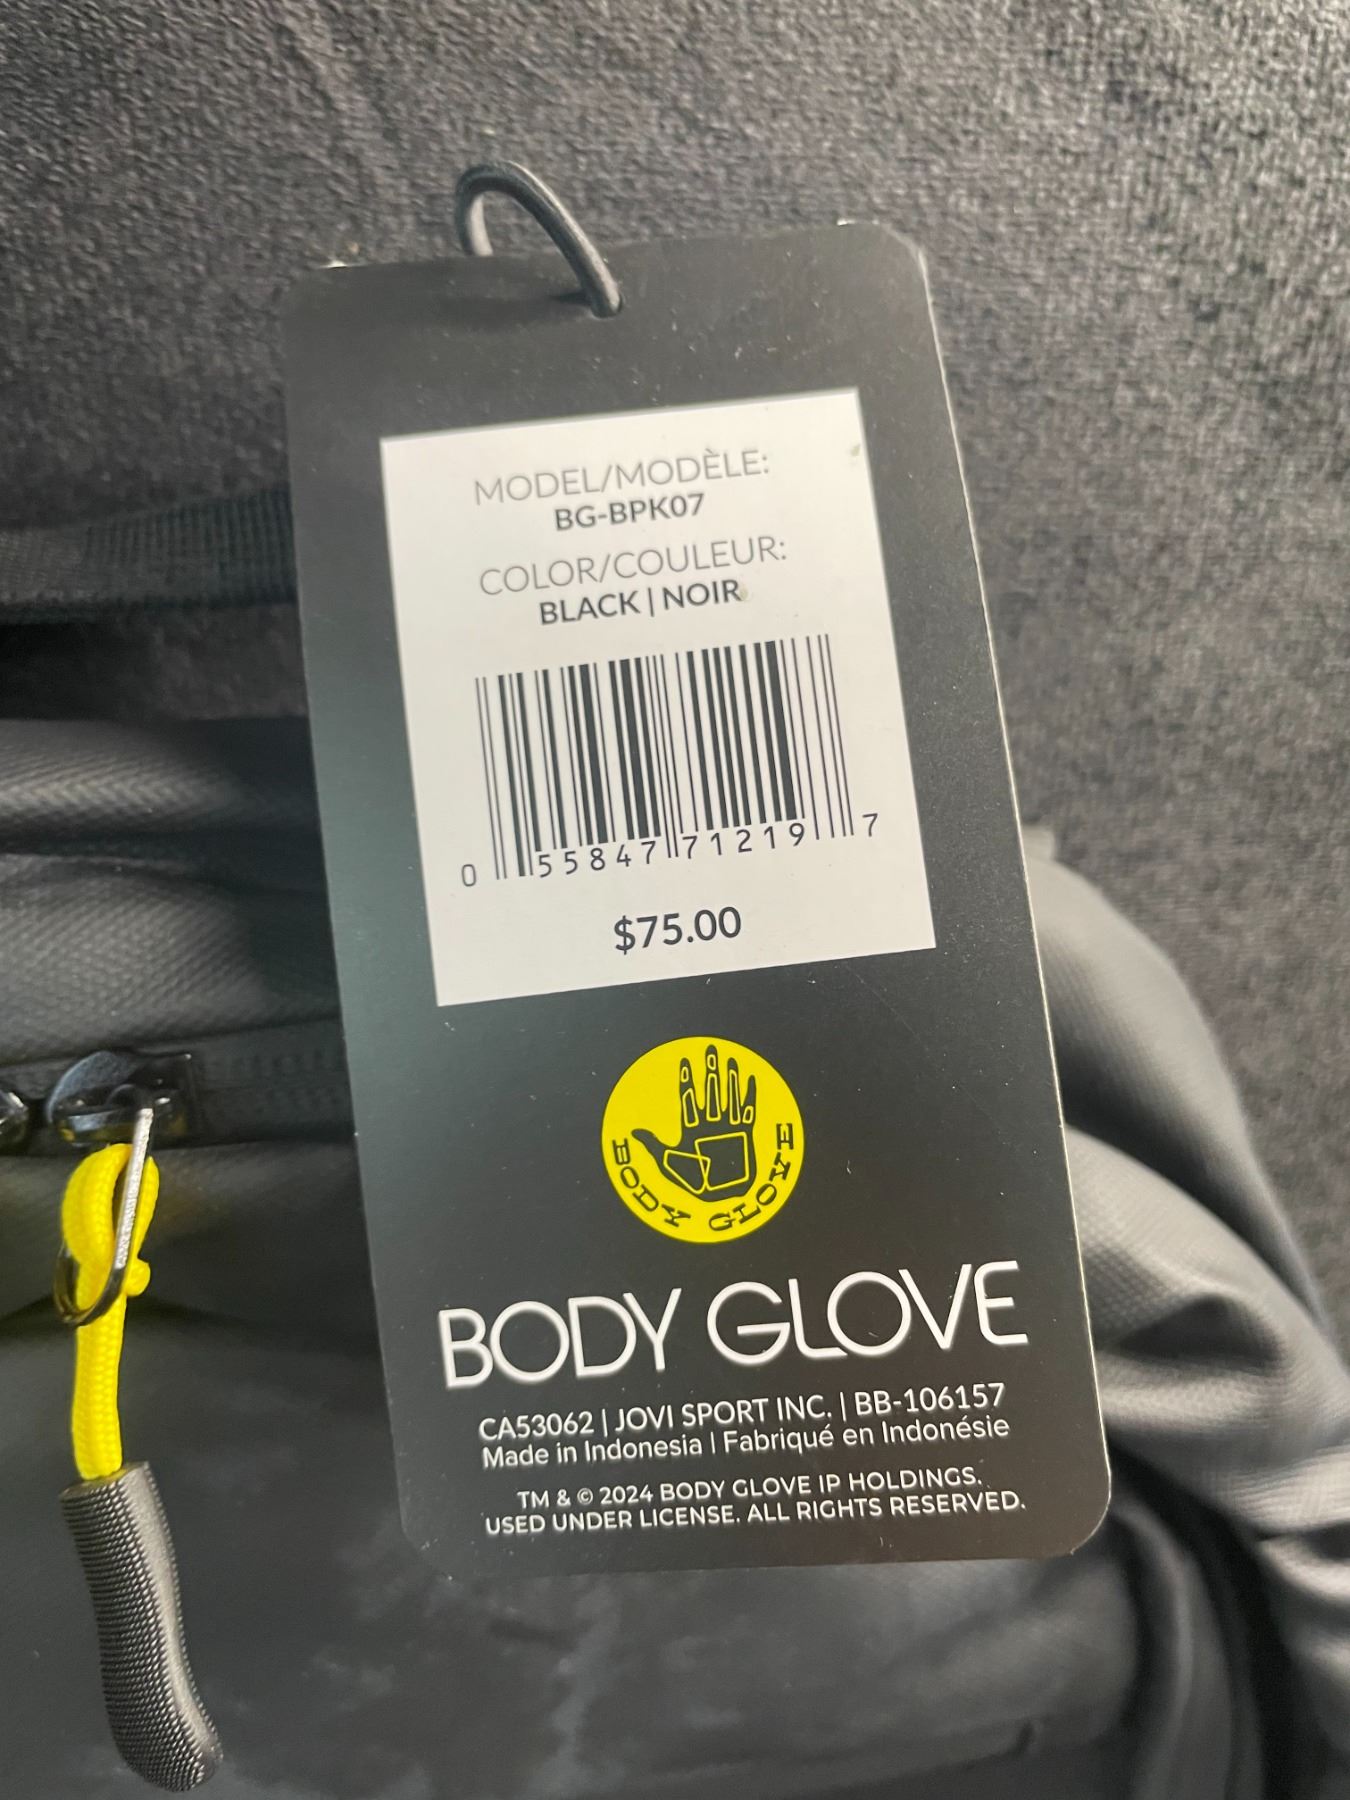 MODEL/MODÈLE:
BG-BPK07
COLOR/COULEUR:
BLACK | NOIR
0 55847 71219 7
$75.00
BODY GLOVE
BODY GLOVE
CA53062 | JOVI SPORT INC. | BB-106157
Made in Indonesia | Fabriqué en Indonésie
TM & © 2024 BODY GLOVE IP HOLDINGS.
USED UNDER LICENSE. ALL RIGHTS RESERVED.